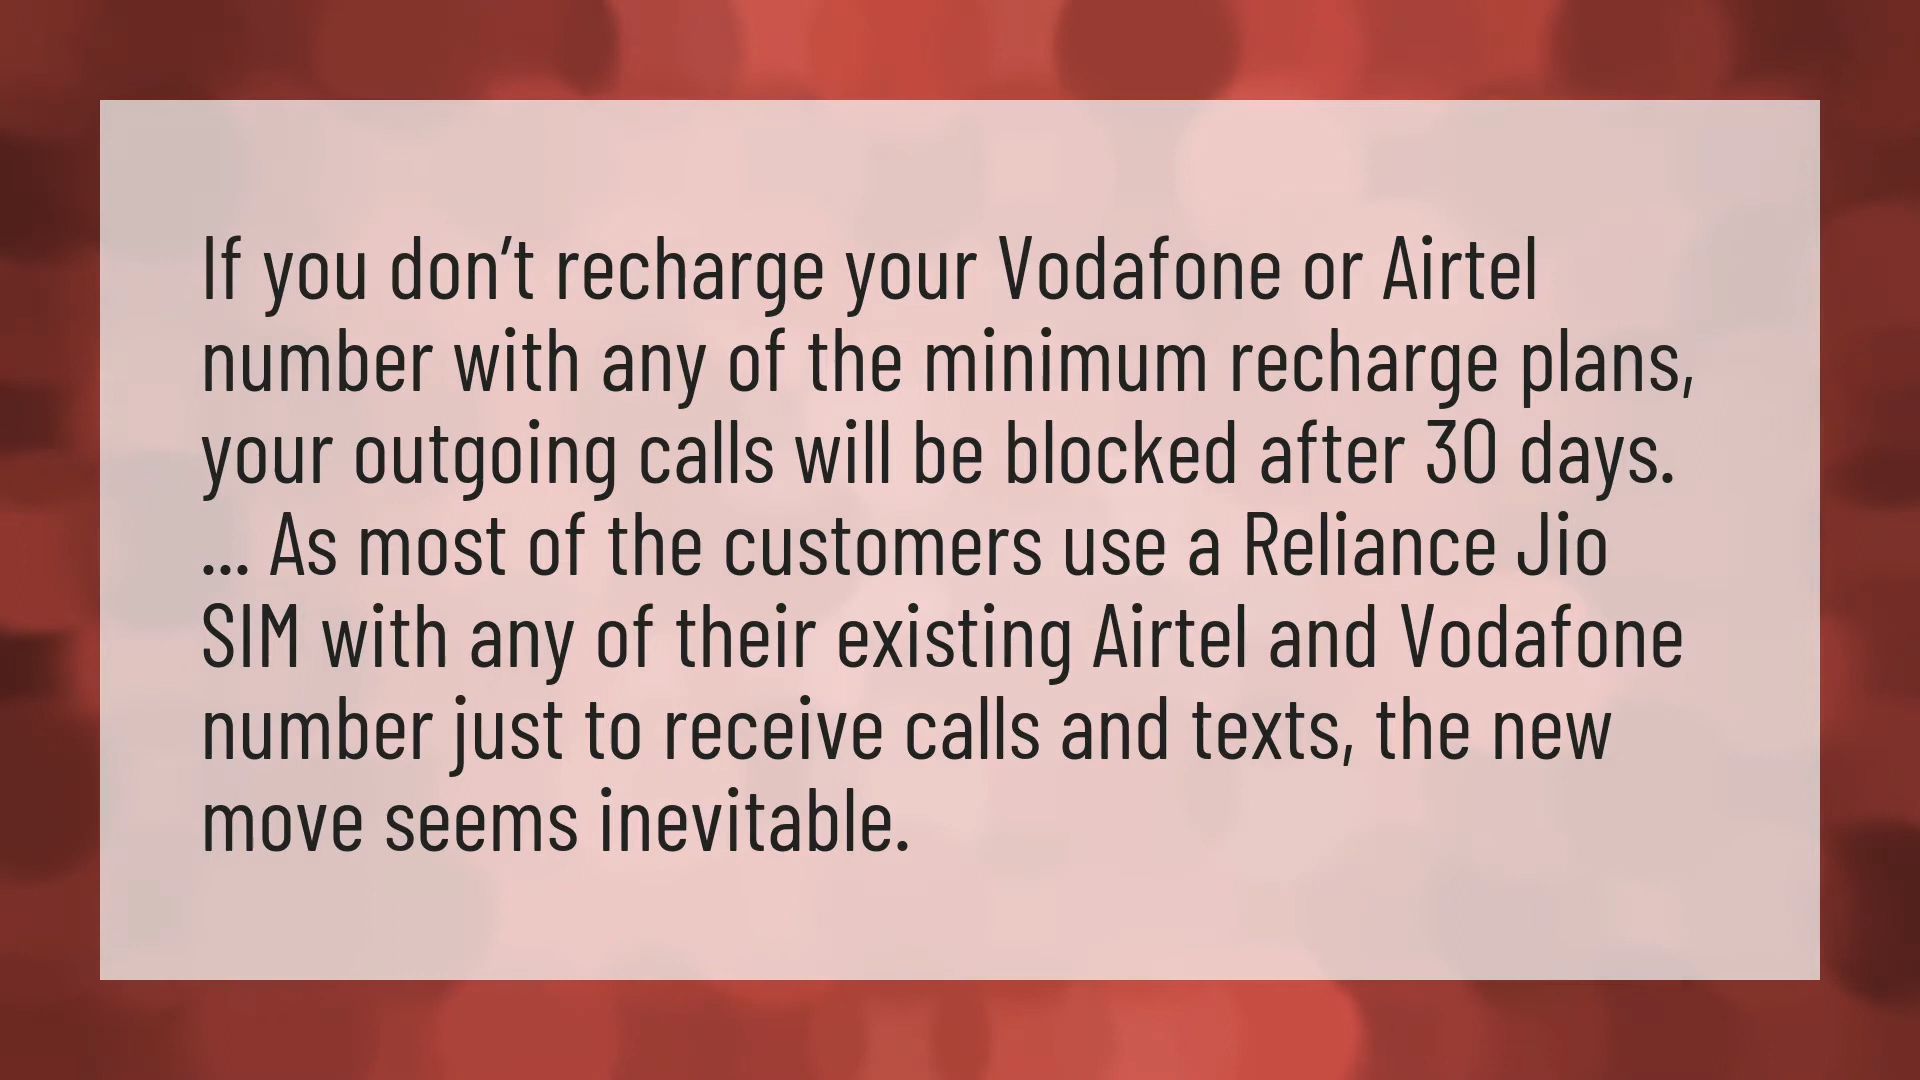 If you don’t recharge your Vodafone or Airtel
number with any of the minimum recharge plans,
your outgoing calls will be blocked after 30 days.
... As most of the customers use a Reliance Jio
SIM with any of their existing Airtel and Vodafone
number just to receive calls and texts, the new
move seems inevitable.